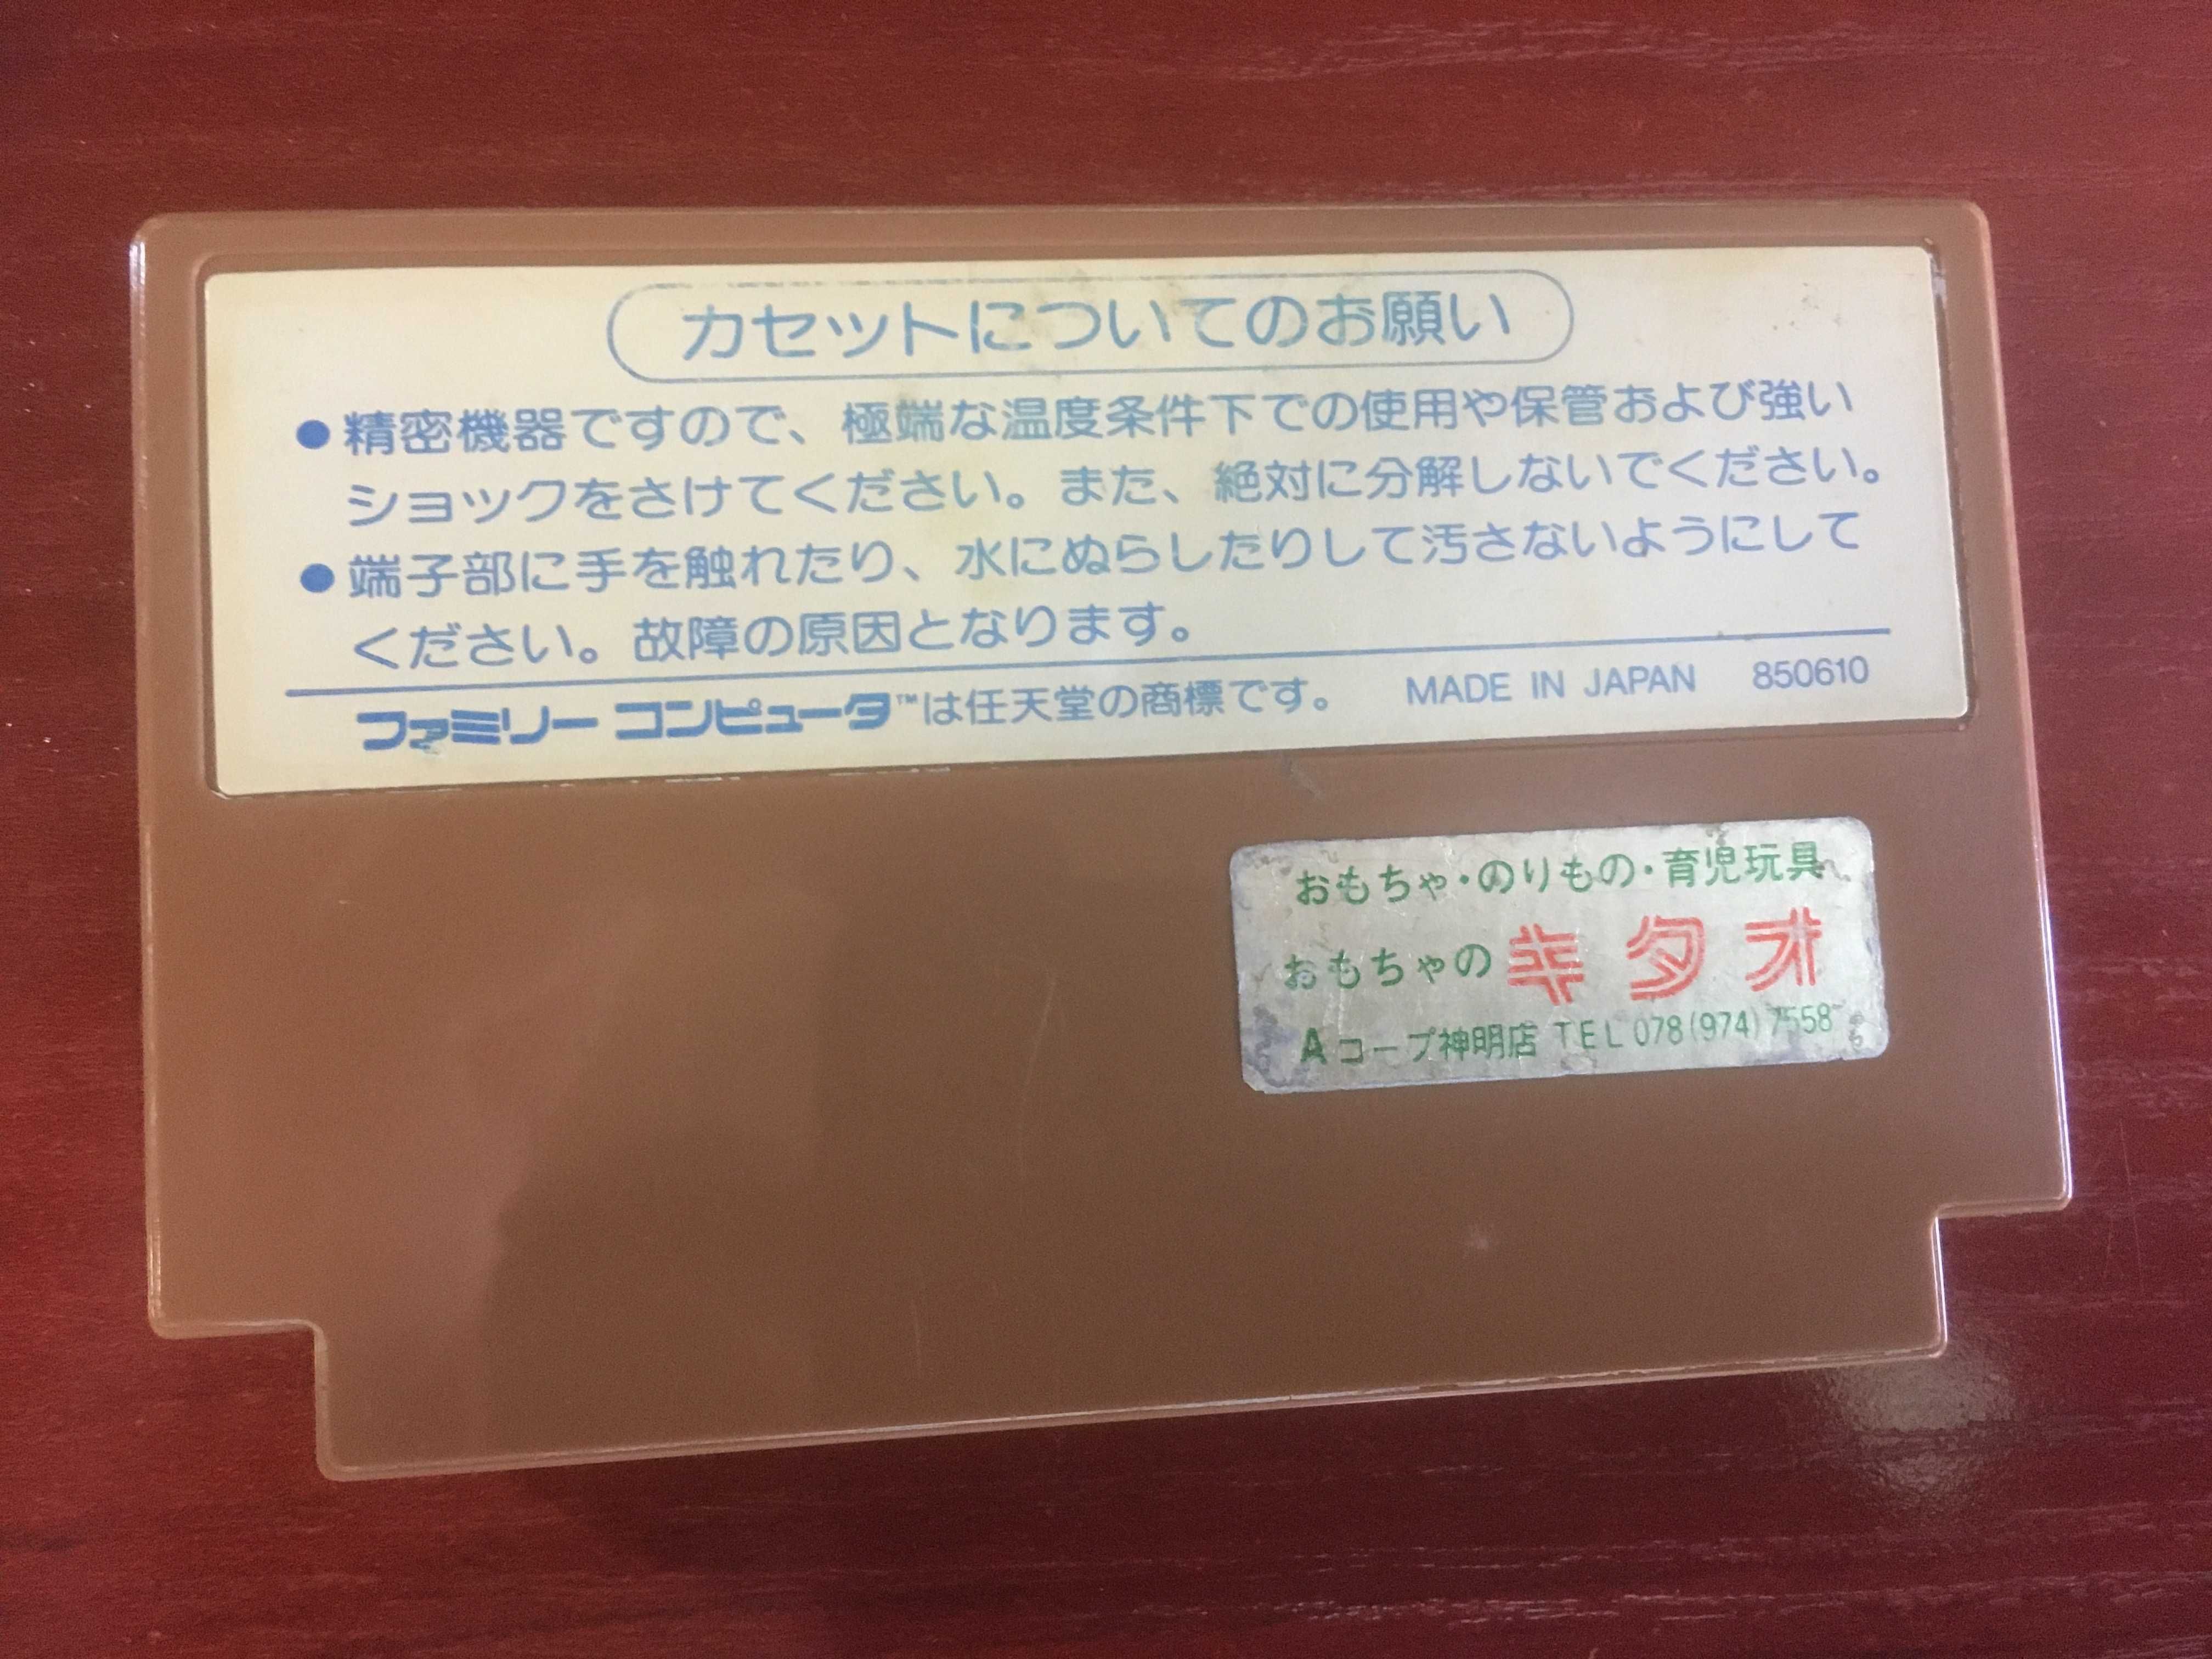 カセットについてのお願い
●精密機器ですので、極端な温度条件下での使用や保管および強い
ショックをさけてください。また、絶対に分解しないでください。
●端子部に手を触れたり、水にぬらしたりして汚さないようにして
ください。故障の原因となります。
ファミリー コンピュータ™は任天堂の商標です。 MADE IN JAPAN 850610
おもちゃ・のりもの・育児玩具
おもちゃの キタオ
Aコープ神明店 TEL 078(974)7558